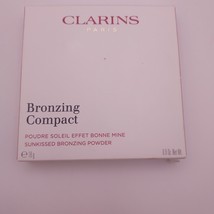 CLARINS
PARIS
Bronzing
Compact
POUDRE SOLEIL EFFET BONNE MINE
SUNKISSED BRONZING POWDER